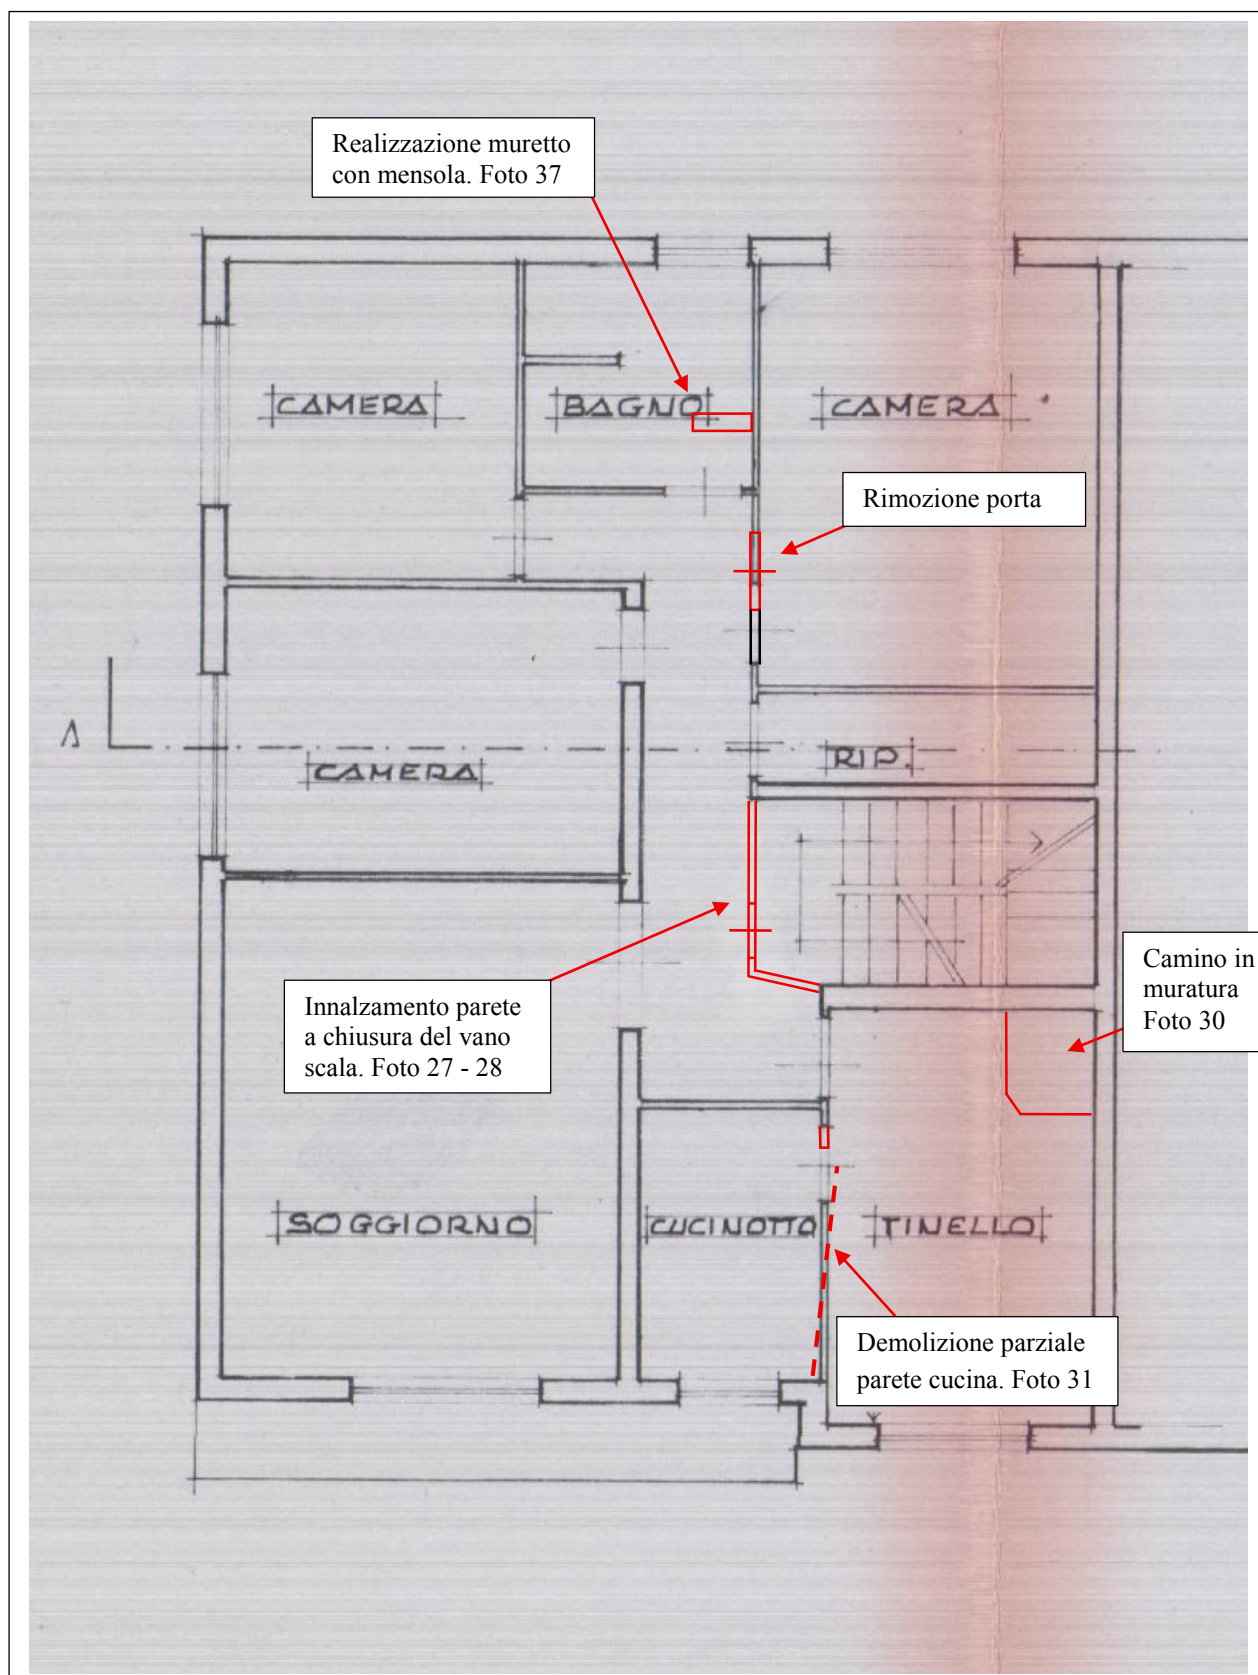 Realizzazione muretto
con mensola. Foto 37
CAMERA
BAGNO
CAMERA
Rimozione porta
A
RIP.
CAMERA
Camino in
muratura
Foto 30
Innalzamento parete
a chiusura del vano
scala. Foto 27 - 28
SOGGIORNO
CUCINOTTO
TINELLO
Demolizione parziale
parete cucina. Foto 31